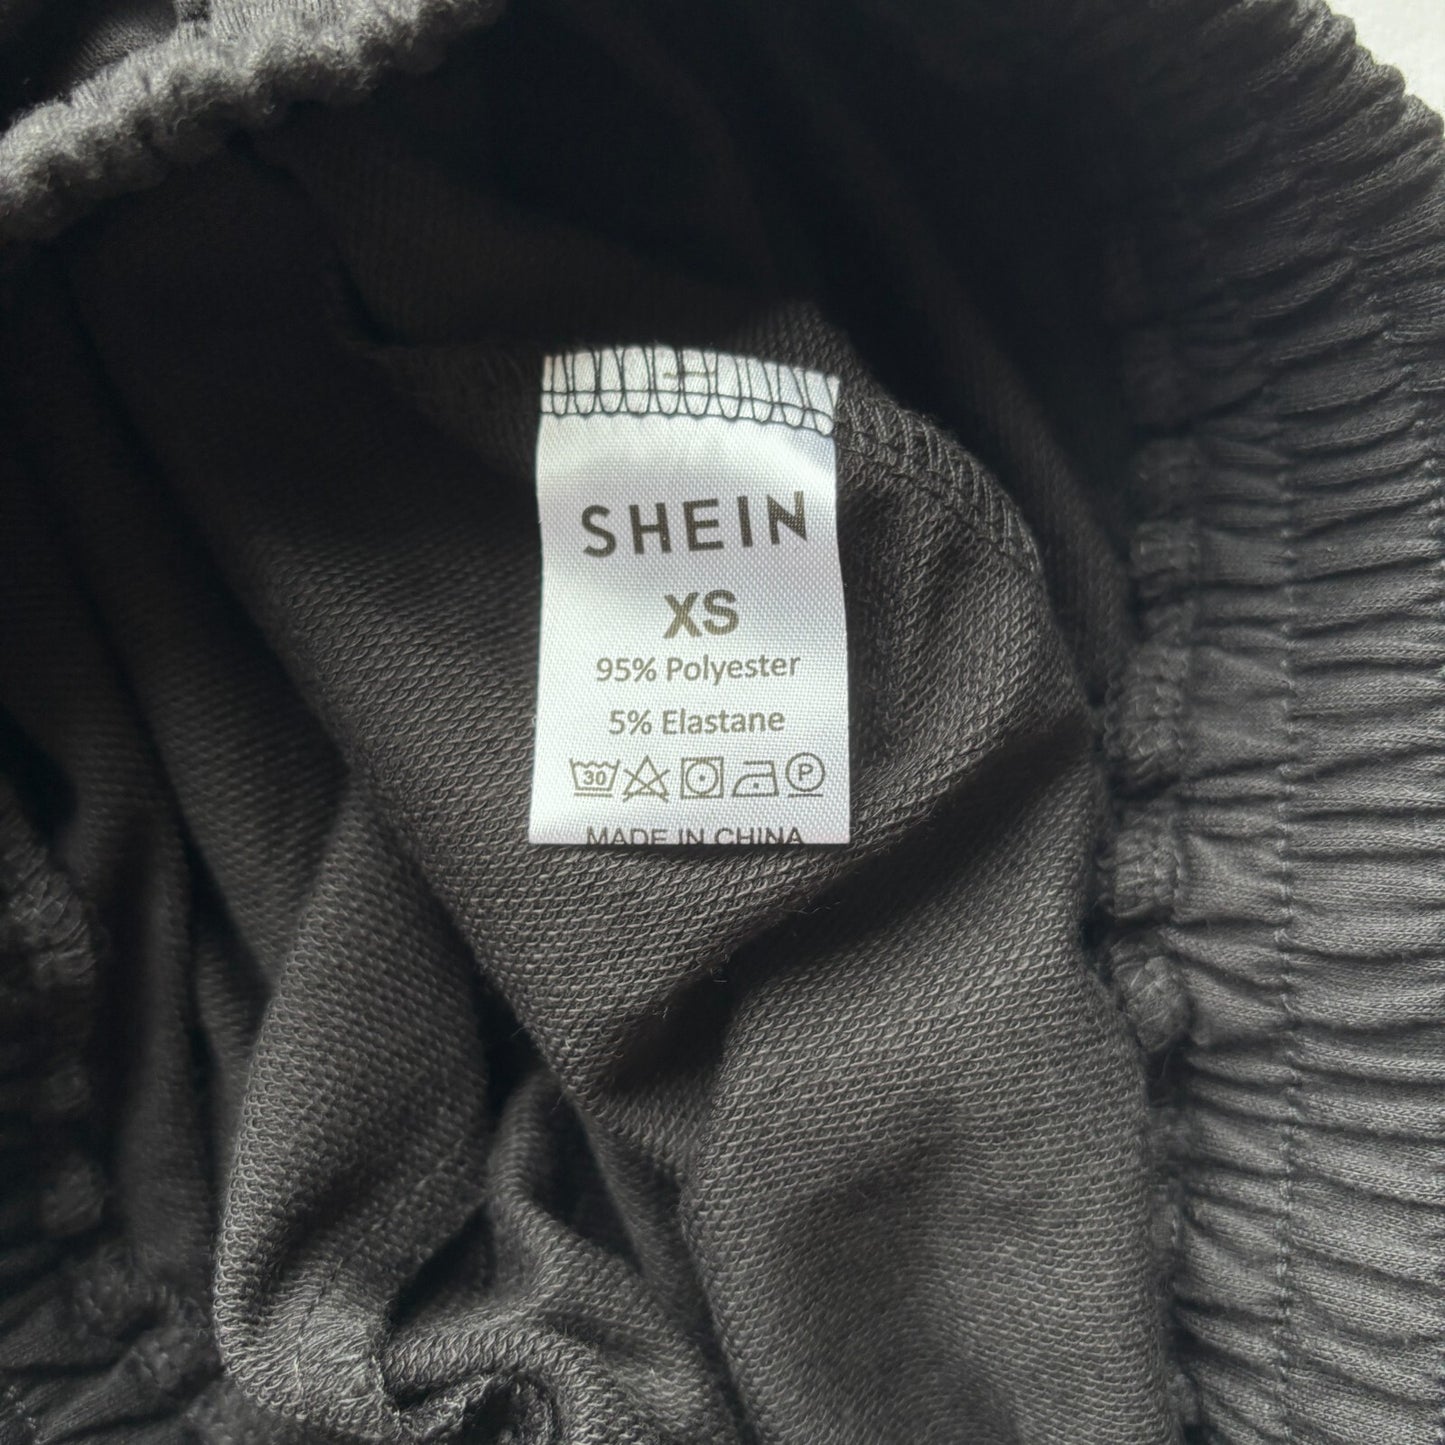 SHEIN
XS
95% Polyester
5% Elastane
30 P
MADE IN CHINA